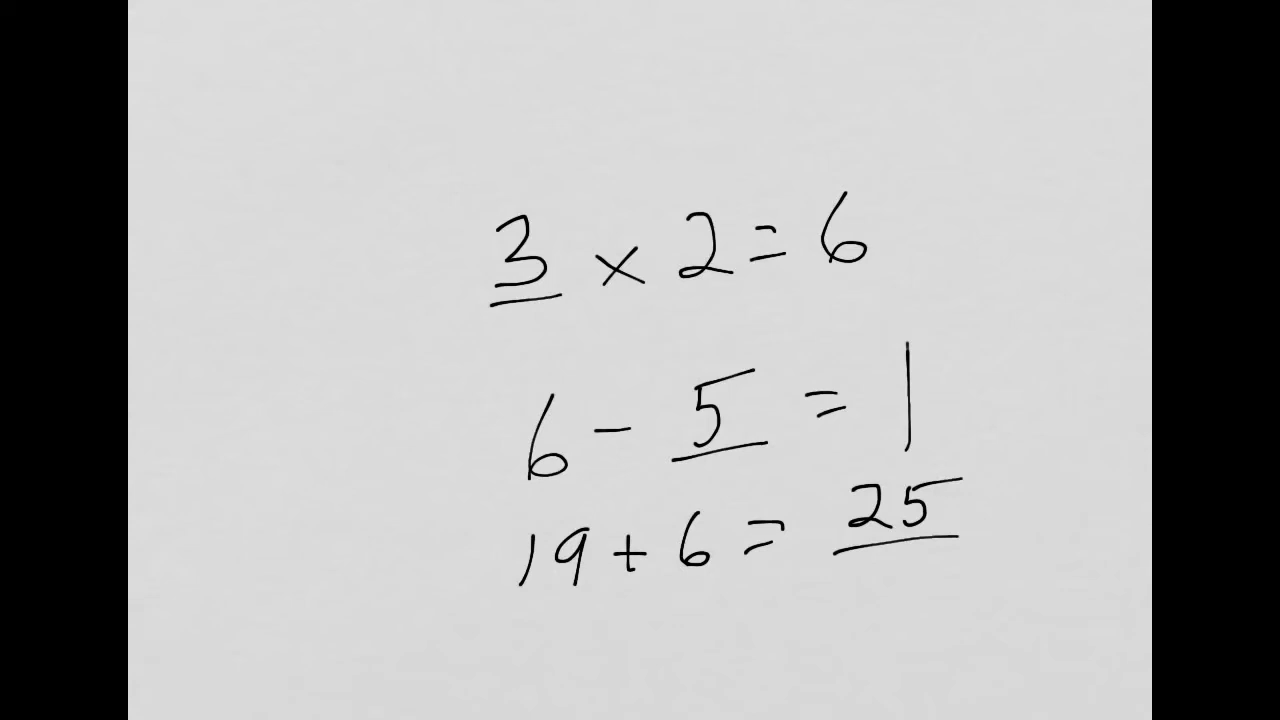 3 × 2 = 6
6 - 5 = 1
19 + 6 = 25